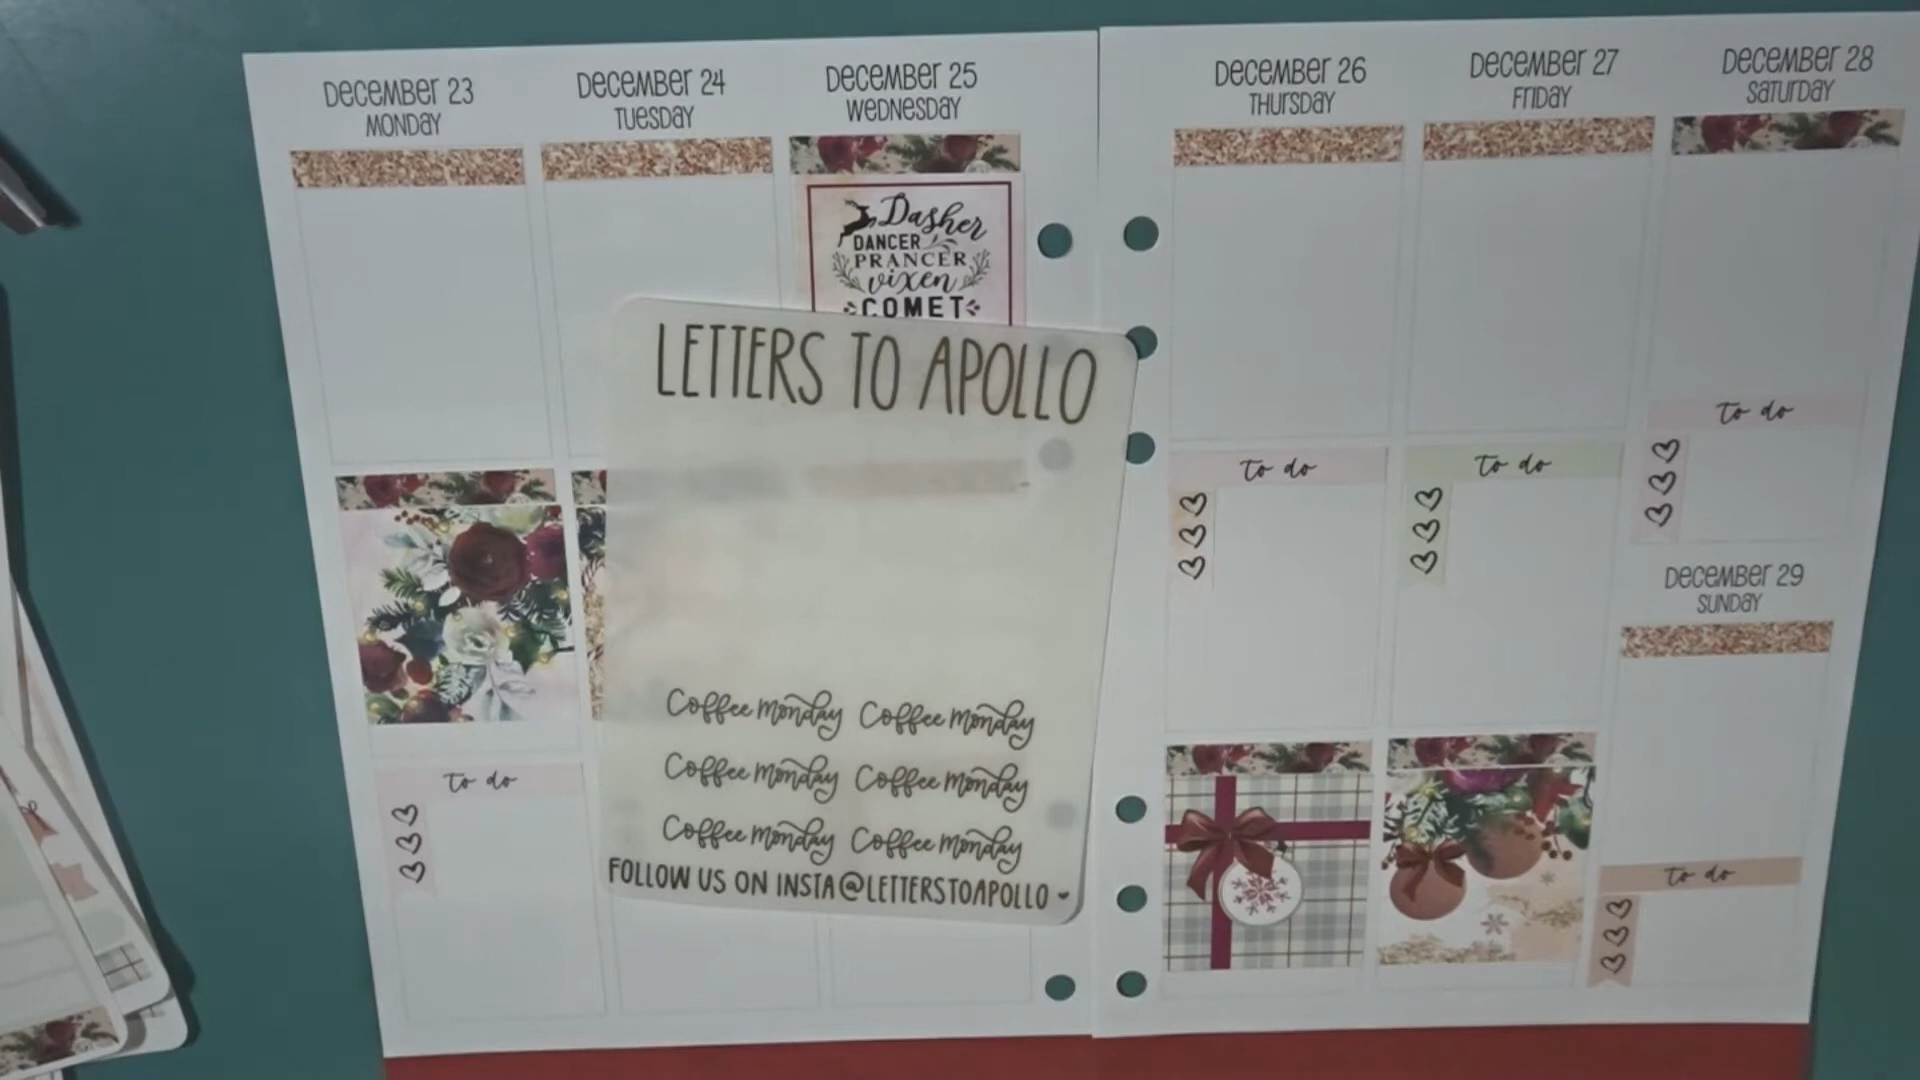 December 23
Monday
December 24
Tuesday
December 25
Wednesday
December 26
Thursday
December 27
Friday
December 28
Saturday
Dasher
DANCER
PRANCER
vixen
COMET
LETTERS TO APOLLO
Coffee monday Coffee monday
Coffee monday Coffee monday
Coffee monday Coffee monday
FOLLOW US ON INSTA@LETTERSTOAPOLLO
to do
to do
to do
to do
December 29
Sunday
to do